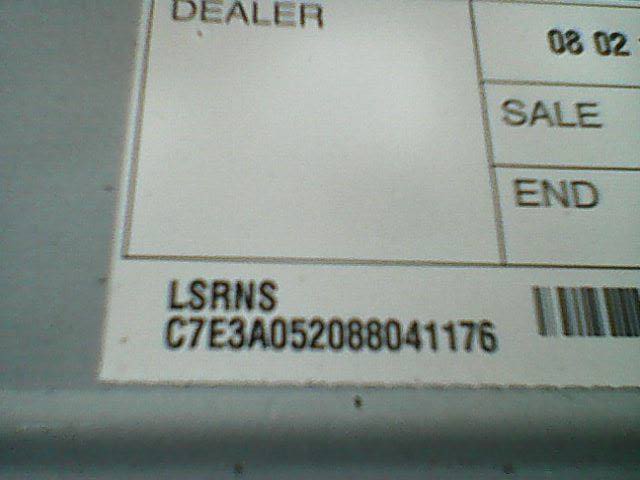 DEALER
08 02
SALE
END
LSRNS
C7E3A052088041176